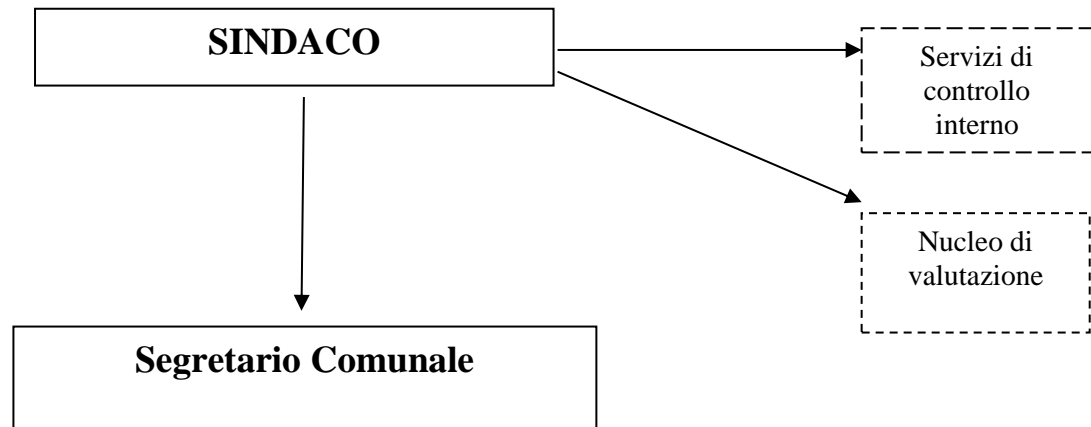 SINDACO
Servizi di
controllo
interno
Nucleo di
valutazione
Segretario Comunale